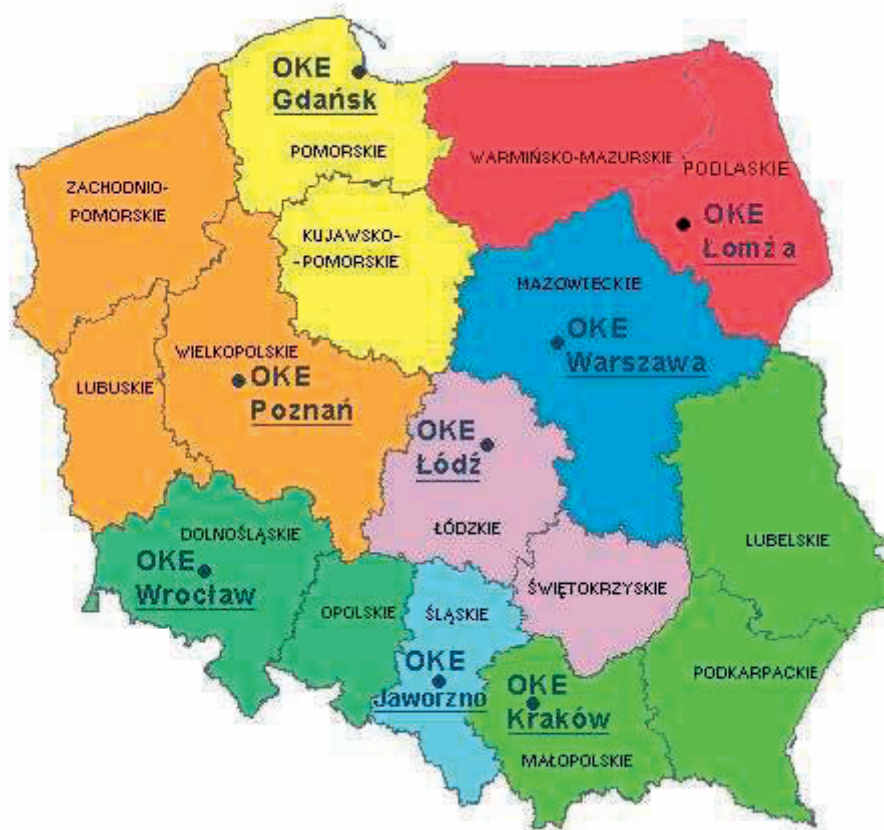 OKE
Gdańsk
POMORSKIE
WARMIŃSKO-MAZURSKIE
PODLASKIE
ZACHODNIO-
POMORSKIE
OKE
Łomża
KUJAWSKO-
-POMORSKIE
MAZOWIECKIE
OKE
Warszawa
WIELKOPOLSKIE
LUBUSKIE
OKE
Poznań
OKE
Łódź
ŁÓDZKIE
DOLNOŚLĄSKIE
LUBELSKIE
OKE
Wrocław
OPOLSKIE
ŚLĄSKIE
ŚWIĘTOKRZYSKIE
OKE
Jaworzno
OKE
Kraków
PODKARPACKIE
MAŁOPOLSKIE